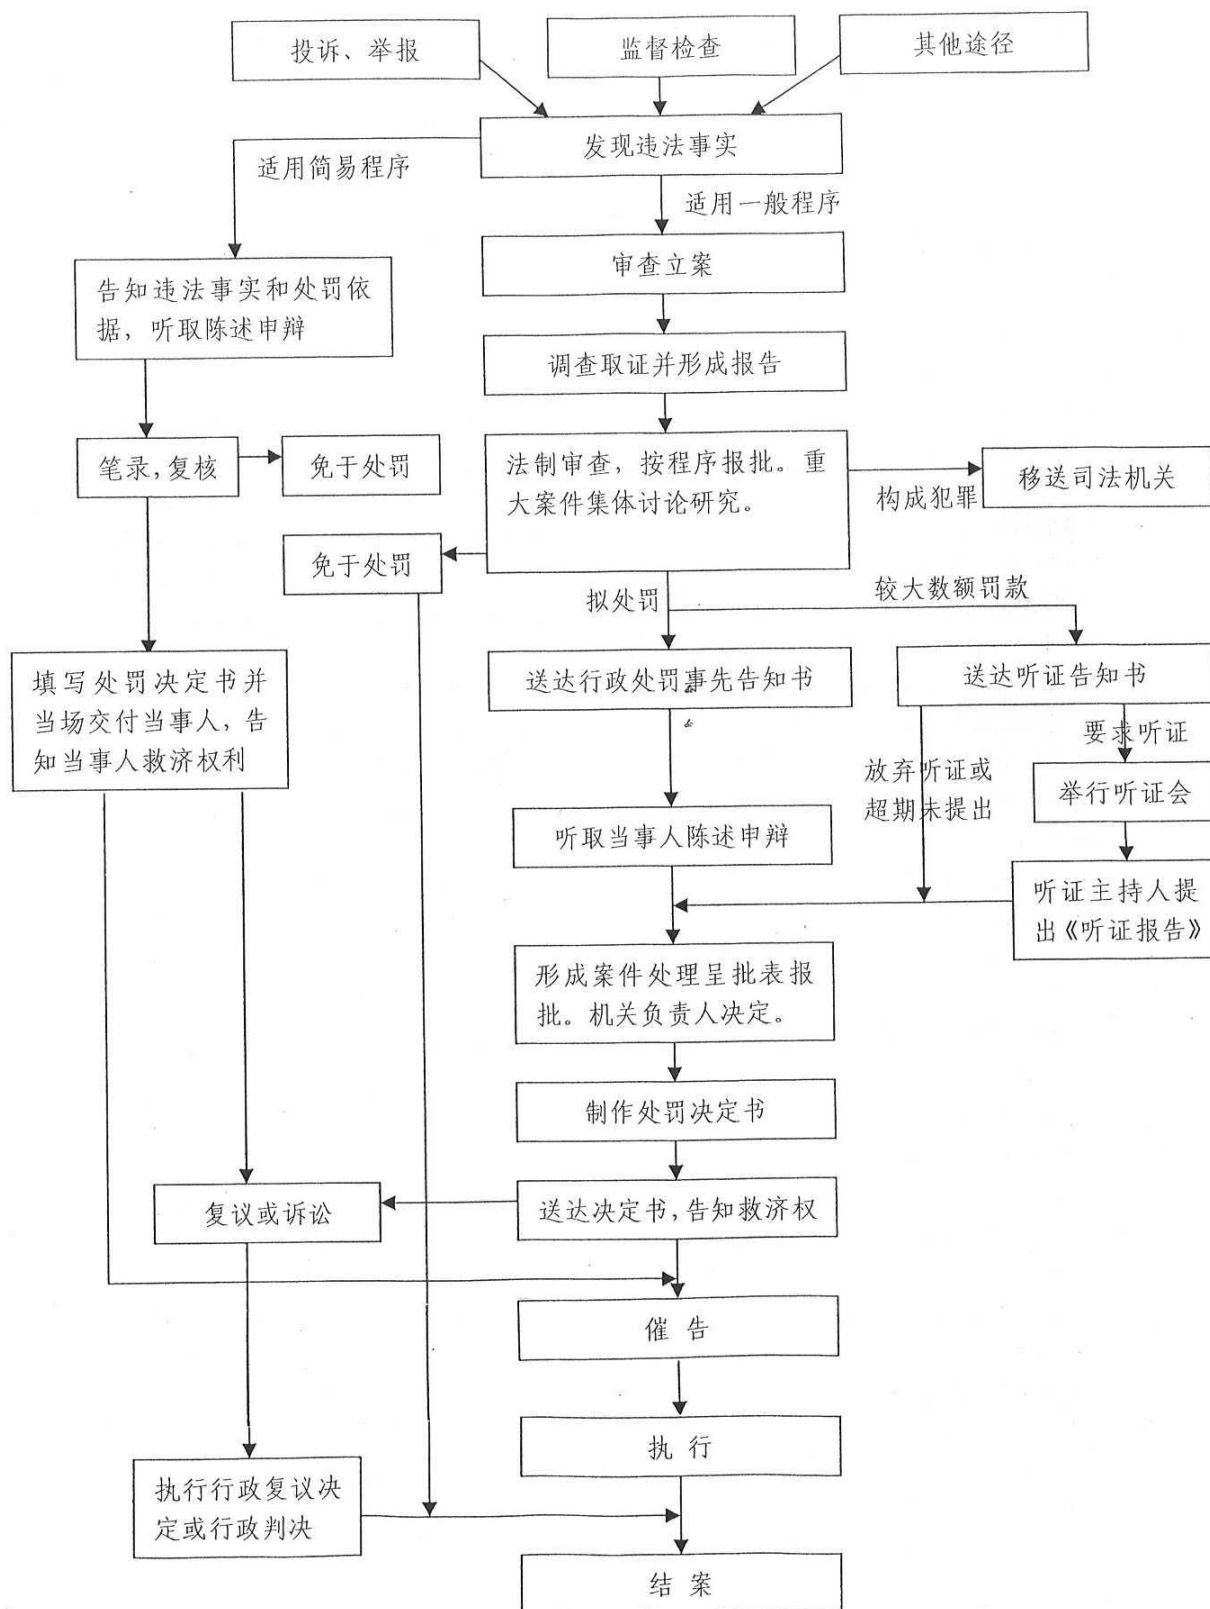 投诉、举报
监督检查
其他途径
发现违法事实
适用简易程序
适用一般程序
审查立案
告知违法事实和处罚依
据，听取陈述申辩
调查取证并形成报告
笔录,复核
免于处罚
法制审查，按程序报批。重
大案件集体讨论研究。
构成犯罪
移送司法机关
免于处罚
拟处罚
较大数额罚款
填写处罚决定书并
当场交付当事人，告
知当事人救济权利
送达行政处罚事先告知书
送达听证告知书
要求听证
放弃听证或
超期未提出
举行听证会
听取当事人陈述申辩
听证主持人提
出《听证报告》
形成案件处理呈批表报
批。机关负责人决定。
制作处罚决定书
复议或诉讼
送达决定书,告知救济权
催 告
执 行
执行行政复议决
定或行政判决
结 案